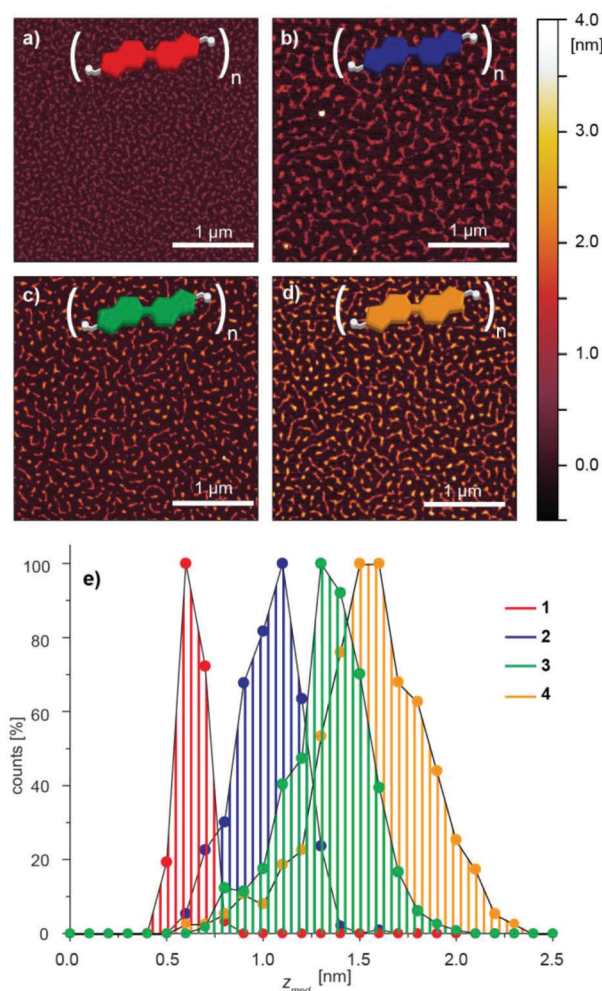 a)
n
1 μm
b)
n
1 μm
c)
n
1 μm
d)
n
1 μm
4.0
[nm]
3.0
2.0
1.0
0.0
e)
100
80
60
40
20
0
counts [%]
1
2
3
4
0.0 0.5 1.0 1.5 2.0 2.5
z_med [nm]